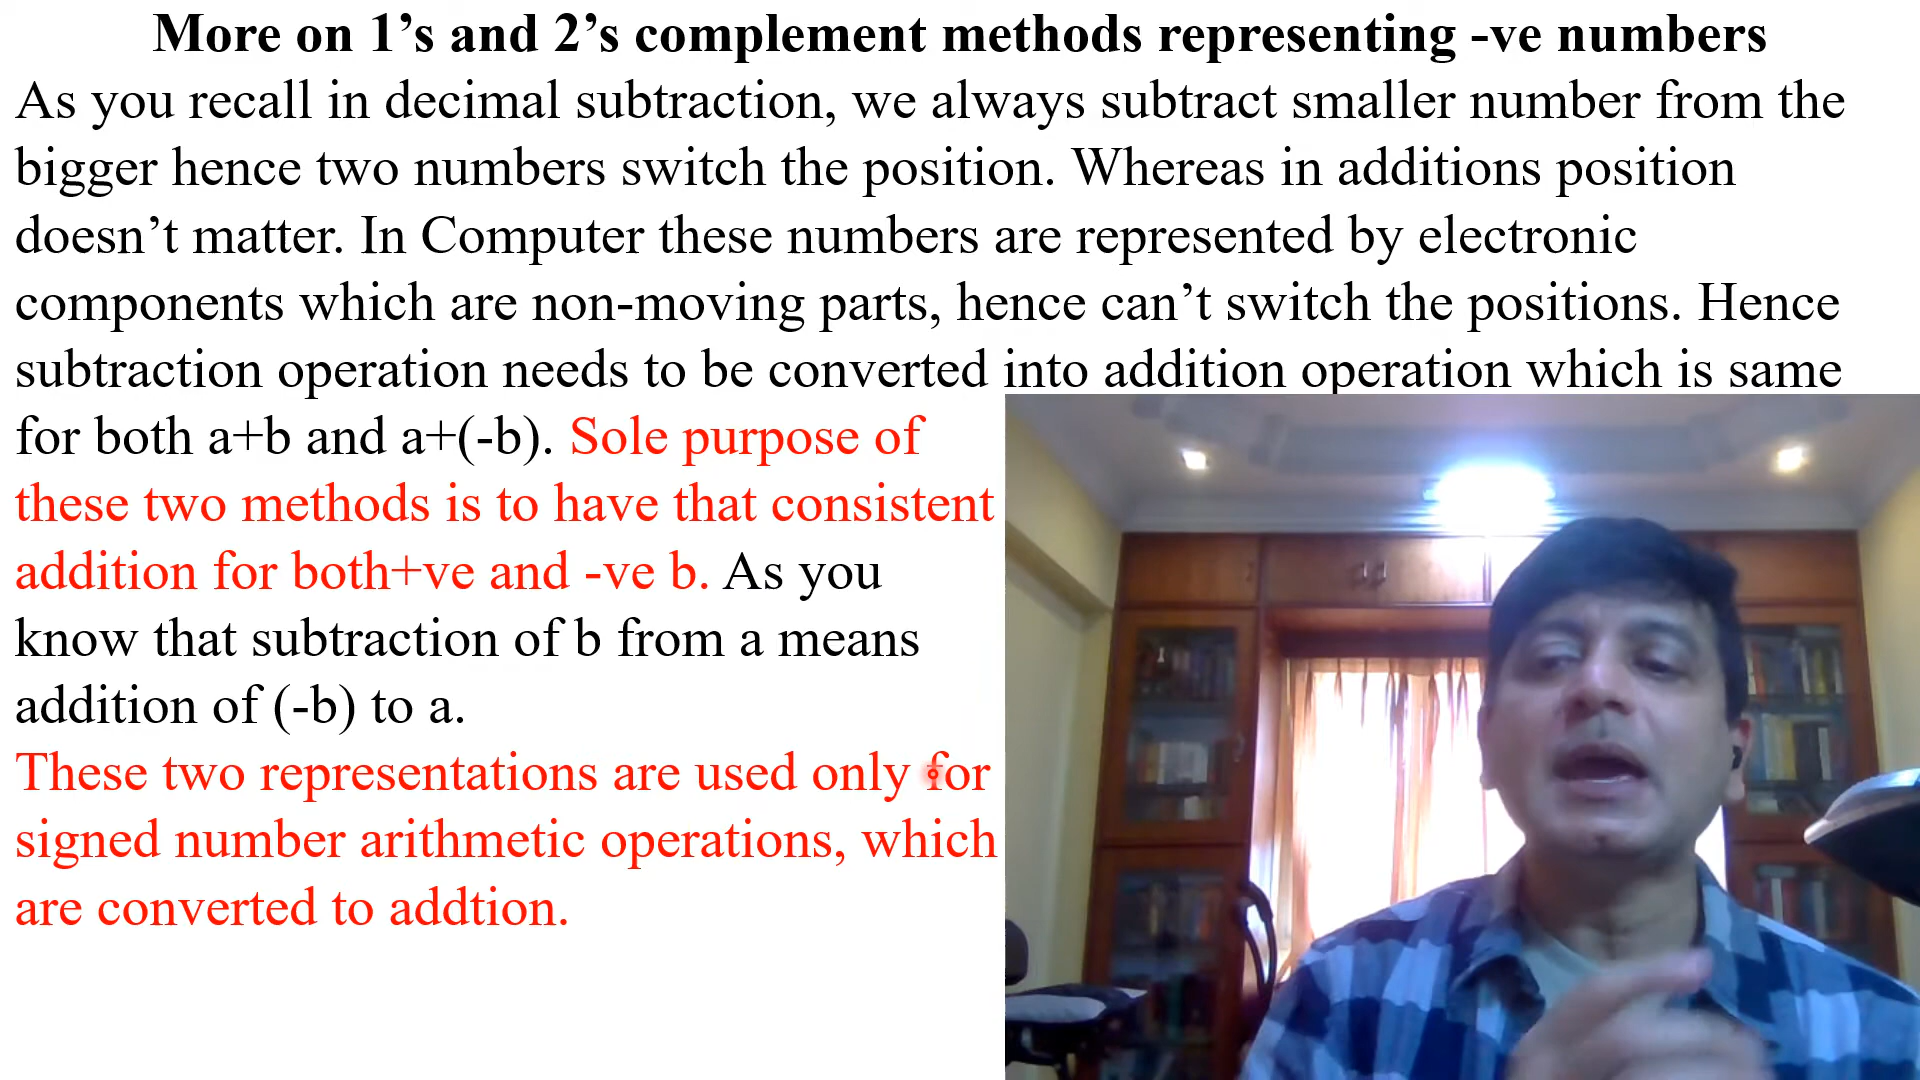 More on 1’s and 2’s complement methods representing -ve numbers
As you recall in decimal subtraction, we always subtract smaller number from the
bigger hence two numbers switch the position. Whereas in additions position
doesn’t matter. In Computer these numbers are represented by electronic
components which are non-moving parts, hence can’t switch the positions. Hence
subtraction operation needs to be converted into addition operation which is same
for both a+b and a+(-b). Sole purpose of
these two methods is to have that consistent
addition for both+ve and -ve b. As you
know that subtraction of b from a means
addition of (-b) to a.
These two representations are used only for
signed number arithmetic operations, which
are converted to addtion.